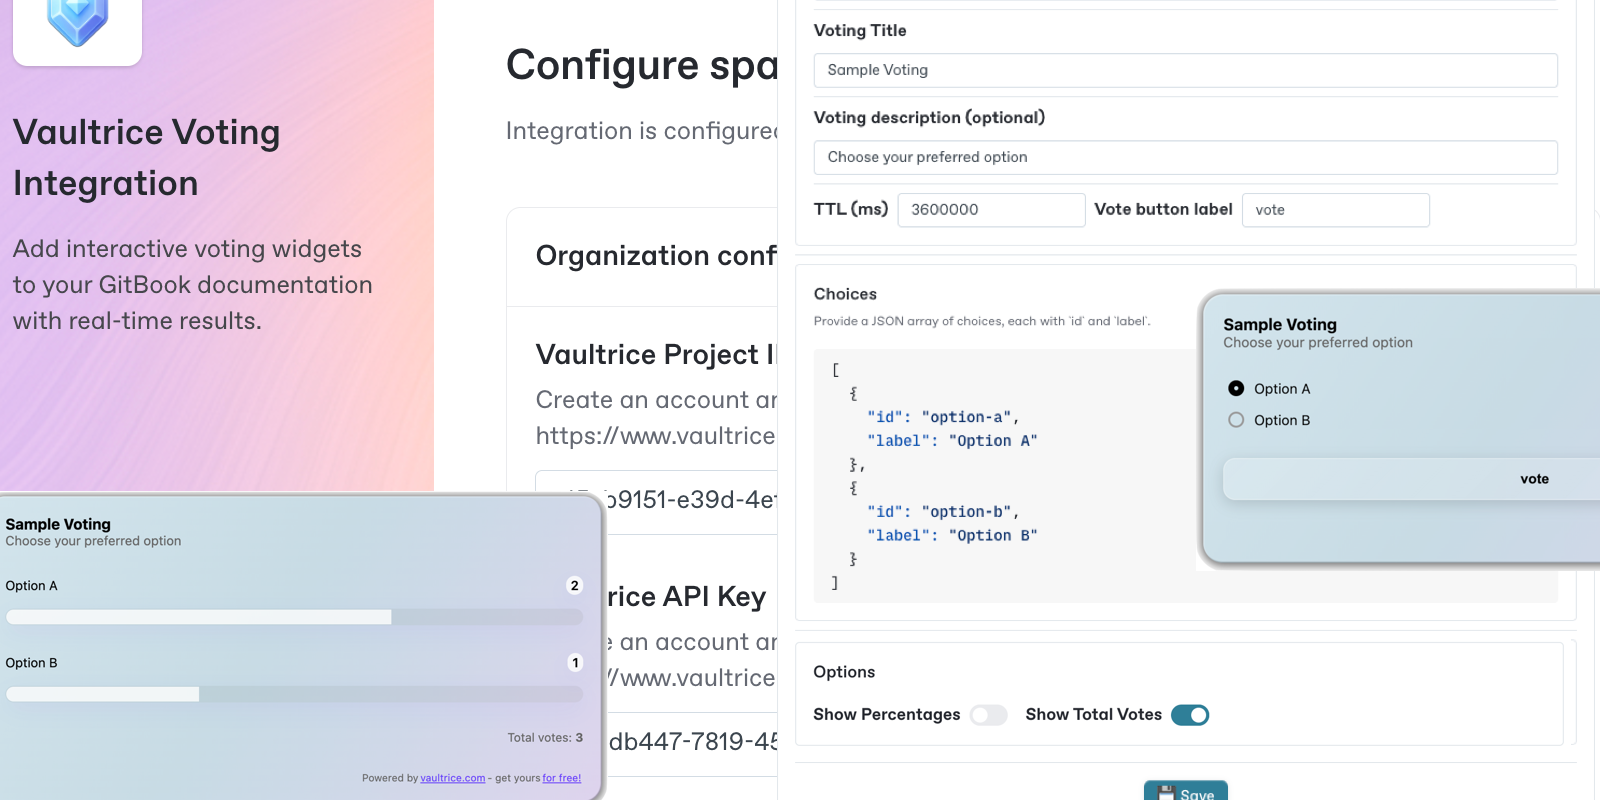 Vaultrice Voting
Integration
Add interactive voting widgets
to your GitBook documentation
with real-time results.
Sample Voting
Choose your preferred option
Option A
2
Option B
1
Total votes: 3
Powered by vaultrice.com - get yours for free!
Configure spa
Integration is configured
Organization conf
Vaultrice Project I
Create an account an
https://www.vaultrice
b9151-e39d-4e
rice API Key
e an account an
//www.vaultrice
db447-7819-45
Voting Title
Sample Voting
Voting description (optional)
Choose your preferred option
TTL (ms) 3600000 Vote button label vote
Choices
Provide a JSON array of choices, each with `id` and `label`.
[
{
"id": "option-a",
"label": "Option A"
},
{
"id": "option-b",
"label": "Option B"
}
]
Sample Voting
Choose your preferred option
Option A
Option B
vote
Options
Show Percentages Show Total Votes
💾 Save